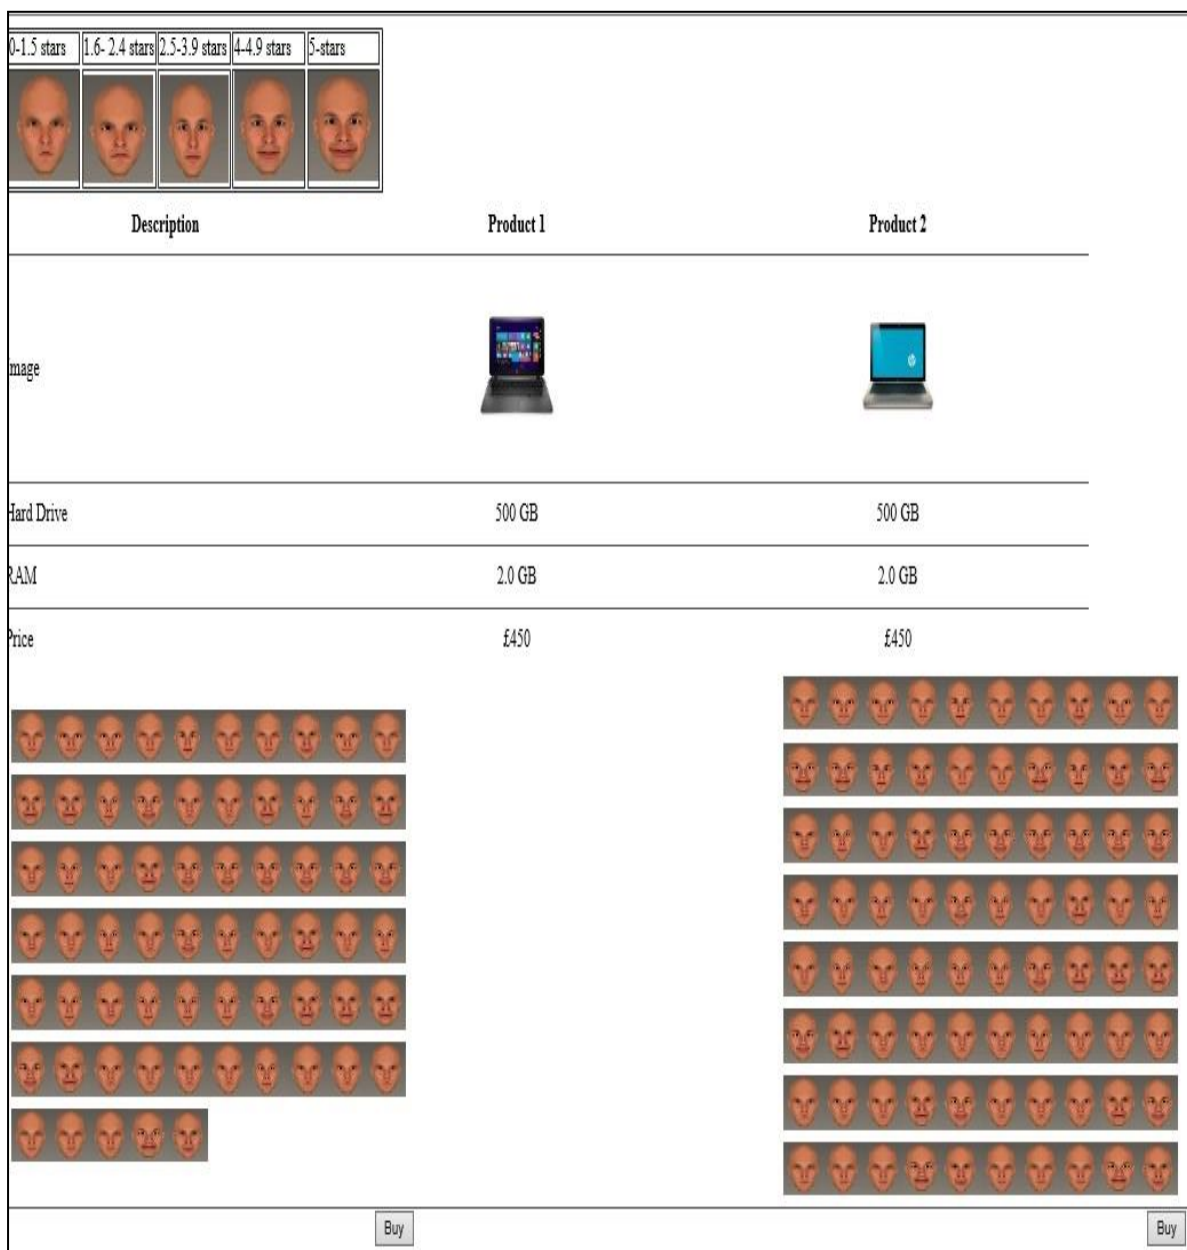 0-1.5 stars 1.6- 2.4 stars 2.5-3.9 stars 4-4.9 stars 5-stars
Description Product 1 Product 2
mage
Hard Drive 500 GB 500 GB
RAM 2.0 GB 2.0 GB
Price £450 £450
Buy Buy